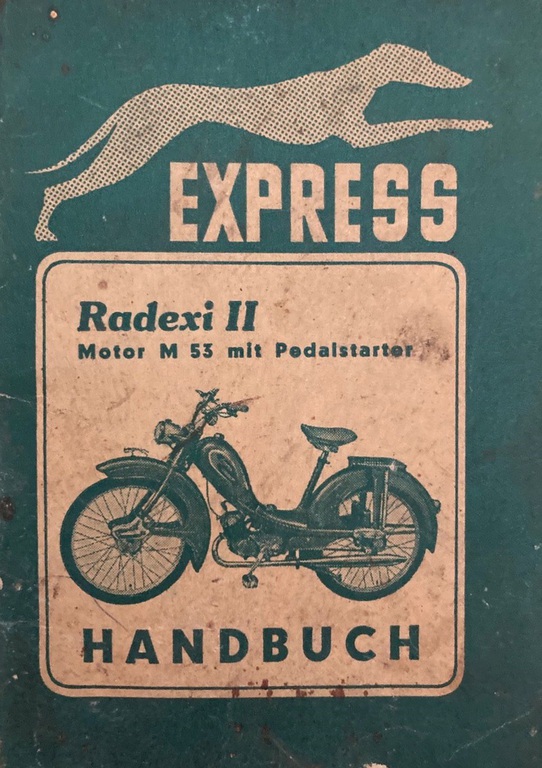 EXPRESS
Radexi II
Motor M 53 mit Pedalstarter
HANDBUCH